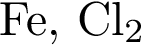 Fe, Cl₂